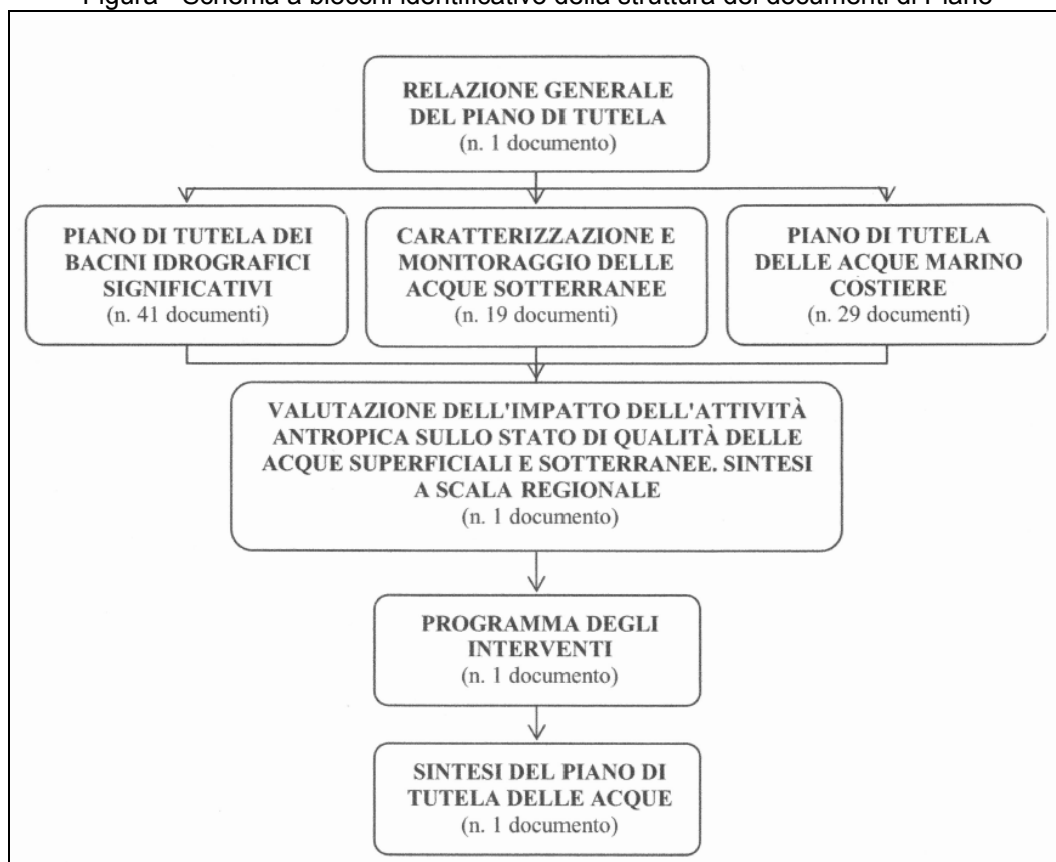 Figura - Schema a blocchi identificativo della struttura dei documenti di Piano
RELAZIONE GENERALE
DEL PIANO DI TUTELA
(n. 1 documento)
PIANO DI TUTELA DEI
BACINI IDROGRAFICI
SIGNIFICATIVI
(n. 41 documenti)
CARATTERIZZAZIONE E
MONITORAGGIO DELLE
ACQUE SOTTERRANEE
(n. 19 documenti)
PIANO DI TUTELA
DELLE ACQUE MARINO
COSTIERE
(n. 29 documenti)
VALUTAZIONE DELL'IMPATTO DELL'ATTIVITÀ
ANTROPICA SULLO STATO DI QUALITÀ DELLE
ACQUE SUPERFICIALI E SOTTERRANEE. SINTESI
A SCALA REGIONALE
(n. 1 documento)
PROGRAMMA DEGLI
INTERVENTI
(n. 1 documento)
SINTESI DEL PIANO DI
TUTELA DELLE ACQUE
(n. 1 documento)